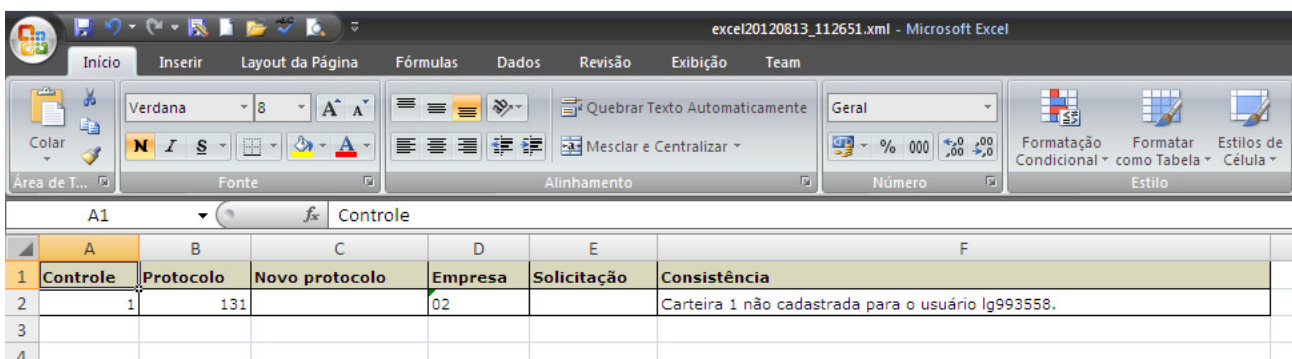 excel20120813_112651.xml - Microsoft Excel
Início Inserir Layout da Página Fórmulas Dados Revisão Exibição Team
Verdana 8 A A Quebrar Texto Automaticamente Geral
Colar N I S A Mesclar e Centralizar % 000 ,00 ,00 Formatação Condicional Formatar como Tabela Estilos de Célula
Área de T... Fonte Alinhamento Número Estilo
A1 fx Controle
A B C D E F
1 Controle Protocolo Novo protocolo Empresa Solicitação Consistência
2 1 131 02 Carteira 1 não cadastrada para o usuário lg993558.
3
4